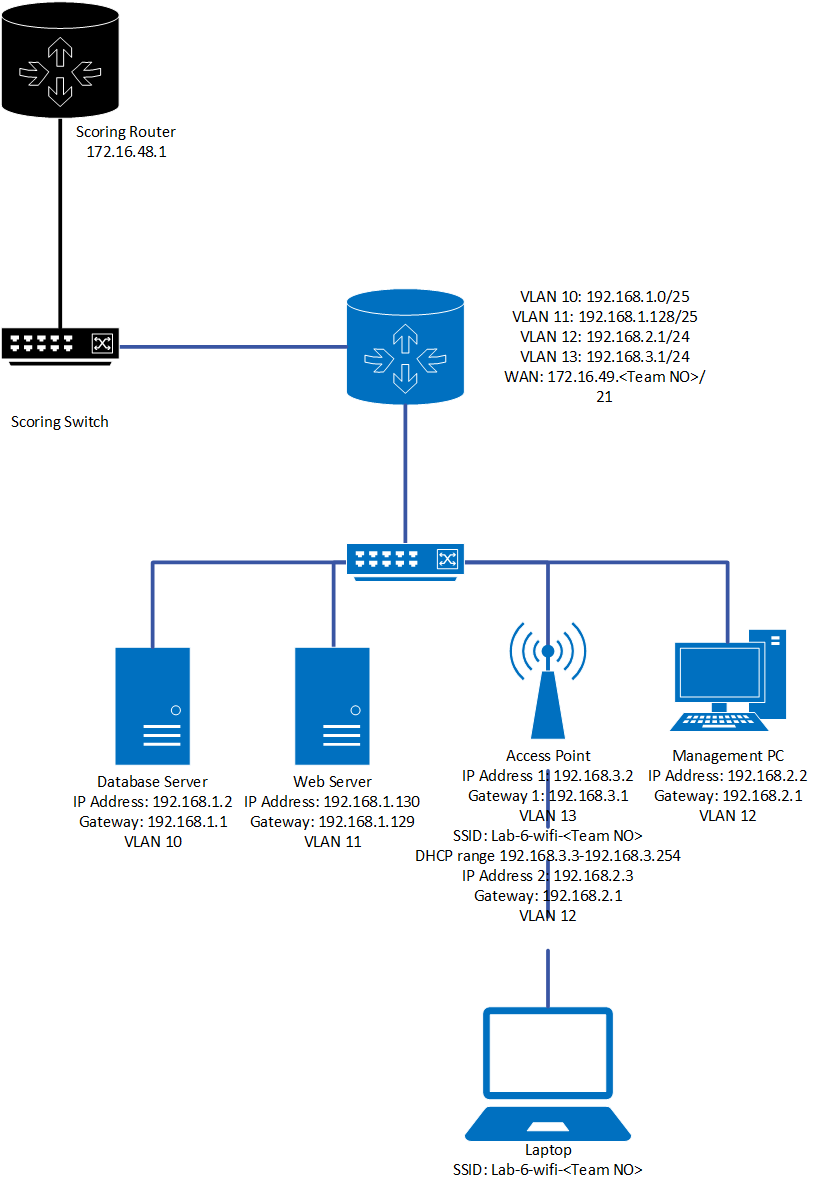 Scoring Router
172.16.48.1
VLAN 10: 192.168.1.0/25
VLAN 11: 192.168.1.128/25
VLAN 12: 192.168.2.1/24
VLAN 13: 192.168.3.1/24
WAN: 172.16.49.<Team NO>/
21
Scoring Switch
Database Server
IP Address: 192.168.1.2
Gateway: 192.168.1.1
VLAN 10
Web Server
IP Address: 192.168.1.130
Gateway: 192.168.1.129
VLAN 11
Access Point
IP Address 1: 192.168.3.2
Gateway 1: 192.168.3.1
VLAN 13
SSID: Lab-6-wifi-<Team NO>
DHCP range 192.168.3.3-192.168.3.254
IP Address 2: 192.168.2.3
Gateway: 192.168.2.1
VLAN 12
Management PC
IP Address: 192.168.2.2
Gateway: 192.168.2.1
VLAN 12
Laptop
SSID: Lab-6-wifi-<Team NO>